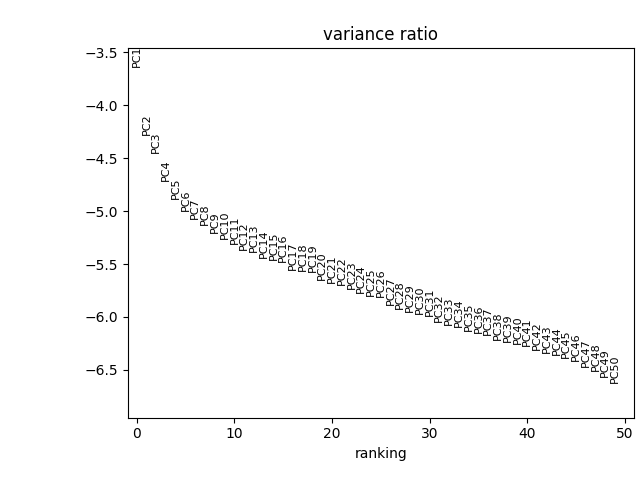 variance ratio
−3.5
−4.0
−4.5
−5.0
−5.5
−6.0
−6.5
PC1
PC2
PC3
PC4
PC5
PC6
PC7
PC8
PC9
PC10
PC11
PC12
PC13
PC14
PC15
PC16
PC17
PC18
PC19
PC20
PC21
PC22
PC23
PC24
PC25
PC26
PC27
PC28
PC29
PC30
PC31
PC32
PC33
PC34
PC35
PC36
PC37
PC38
PC39
PC40
PC41
PC42
PC43
PC44
PC45
PC46
PC47
PC48
PC49
PC50
0 10 20 30 40 50
ranking